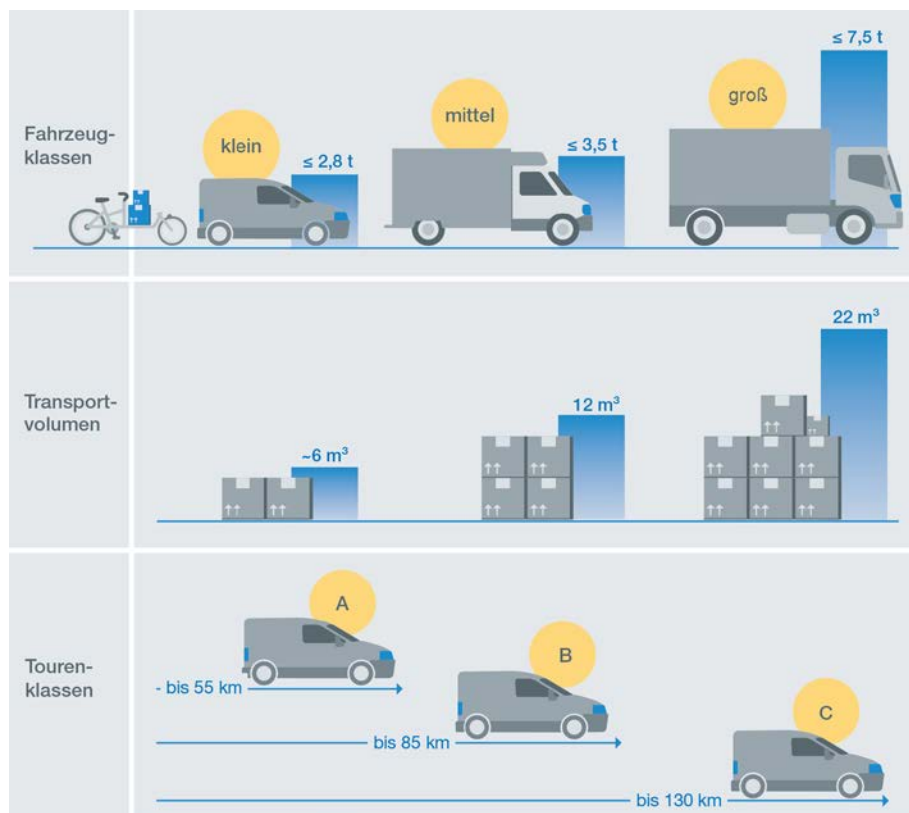 Fahrzeug-
klassen
klein
≤ 2,8 t
mittel
≤ 3,5 t
groß
≤ 7,5 t
Transport-
volumen
~6 m³
12 m³
22 m³
Touren-
klassen
A
- bis 55 km
B
bis 85 km
C
bis 130 km